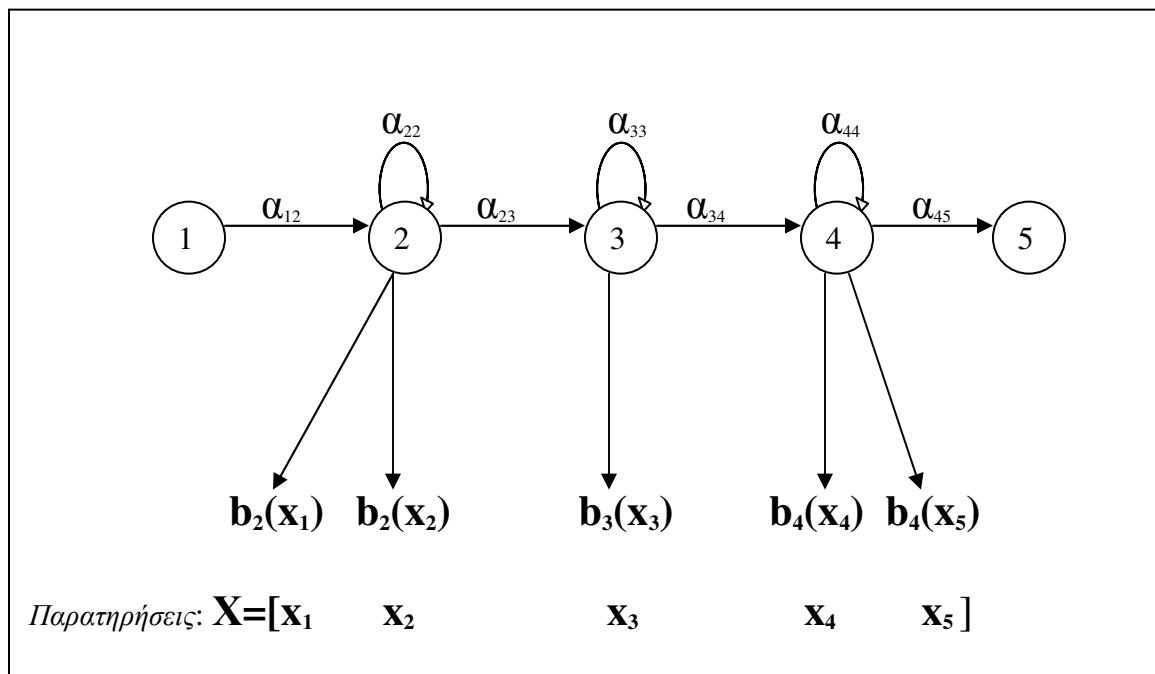 α₂₂ α₃₃ α₄₄
1 α₁₂ 2 α₂₃ 3 α₃₄ 4 α₄₅ 5
b₂(x₁) b₂(x₂) b₃(x₃) b₄(x₄) b₄(x₅)
Παρατηρήσεις: X=[x₁ x₂ x₃ x₄ x₅ ]